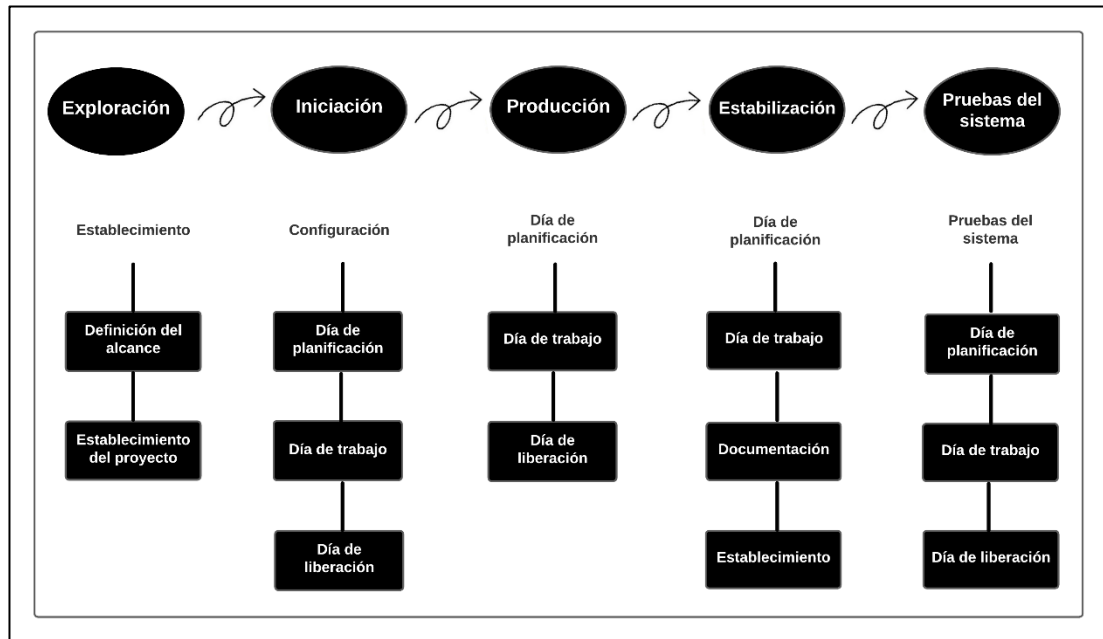 Exploración
Iniciación
Producción
Estabilización
Pruebas del
sistema
Establecimiento
Configuración
Día de
planificación
Día de
planificación
Pruebas del
sistema
Definición del
alcance
Día de
planificación
Día de trabajo
Día de trabajo
Día de
planificación
Establecimiento
del proyecto
Día de trabajo
Día de
liberación
Documentación
Día de trabajo
Día de
liberación
Establecimiento
Día de liberación